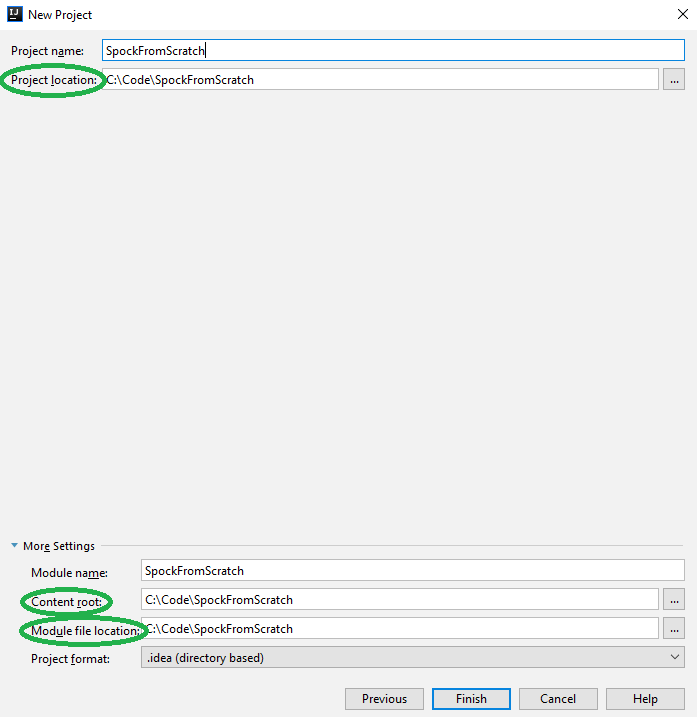 IJ New Project
Project name: SpockFromScratch
Project location: C:\Code\SpockFromScratch ...
More Settings
Module name: SpockFromScratch
Content root: C:\Code\SpockFromScratch ...
Module file location: C:\Code\SpockFromScratch ...
Project format: .idea (directory based)
Previous Finish Cancel Help